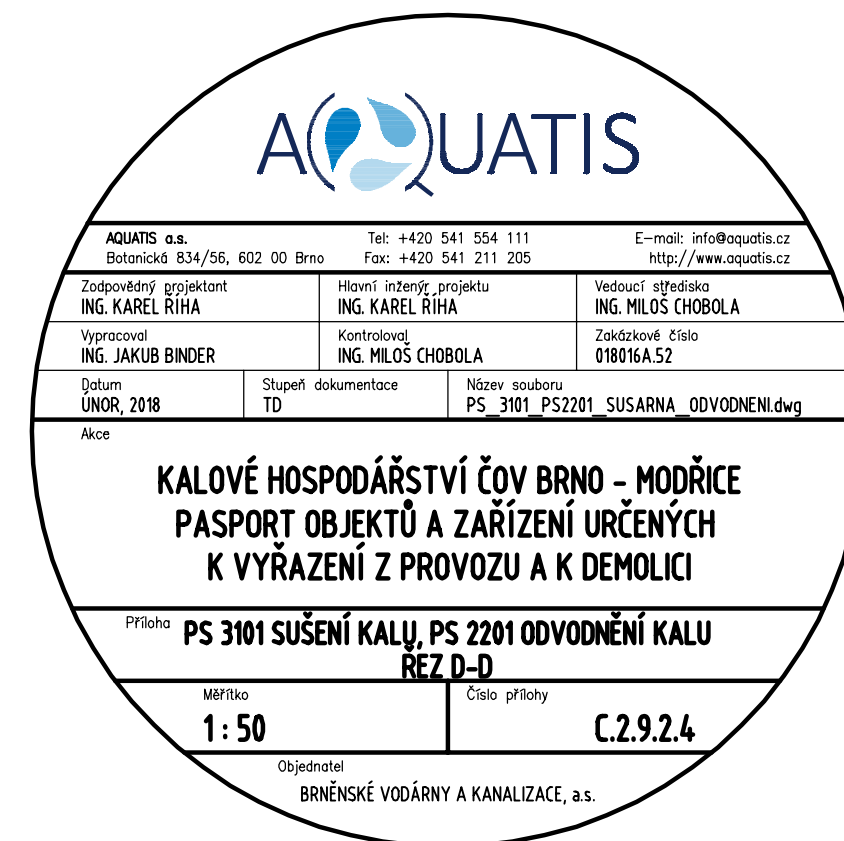 AQUATIS
AQUATIS a.s. Tel: +420 541 554 111 E-mail: info@aquatis.cz
Botanická 834/56, 602 00 Brno Fax: +420 541 211 205 http://www.aquatis.cz
Zodpovědný projektant Hlavní inženýr projektu Vedoucí střediska
ING. KAREL ŘÍHA ING. KAREL ŘÍHA ING. MILOŠ CHOBOLA
Vypracoval Kontroloval Zakázkové číslo
ING. JAKUB BINDER ING. MILOŠ CHOBOLA 018016A.52
Datum Stupeň dokumentace Název souboru
ÚNOR, 2018 TD PS_3101_PS2201_SUSARNA_ODVODNENI.dwg
Akce
KALOVÉ HOSPODÁŘSTVÍ ČOV BRNO - MODŘICE
PASPORT OBJEKTŮ A ZAŘÍZENÍ URČENÝCH
K VYŘAZENÍ Z PROVOZU A K DEMOLICI
Příloha PS 3101 SUŠENÍ KALU, PS 2201 ODVODNĚNÍ KALU
ŘEZ D-D
Měřítko Číslo přílohy
1 : 50 C.2.9.2.4
Objednatel
BRNĚNSKÉ VODÁRNY A KANALIZACE, a.s.